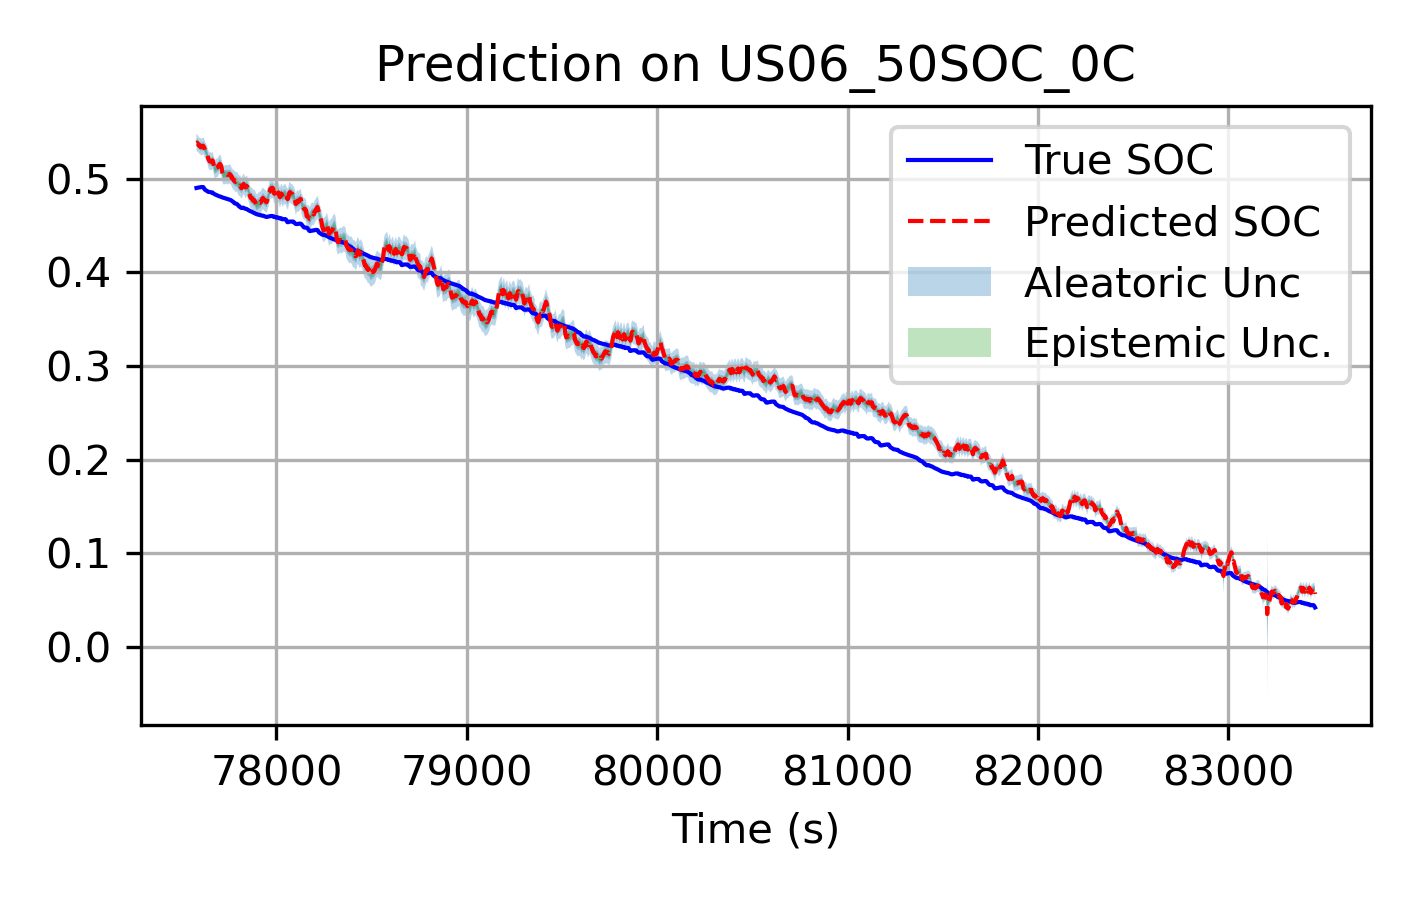 Prediction on US06_50SOC_0C
True SOC
Predicted SOC
Aleatoric Unc
Epistemic Unc.
0.5
0.4
0.3
0.2
0.1
0.0
78000 79000 80000 81000 82000 83000
Time (s)